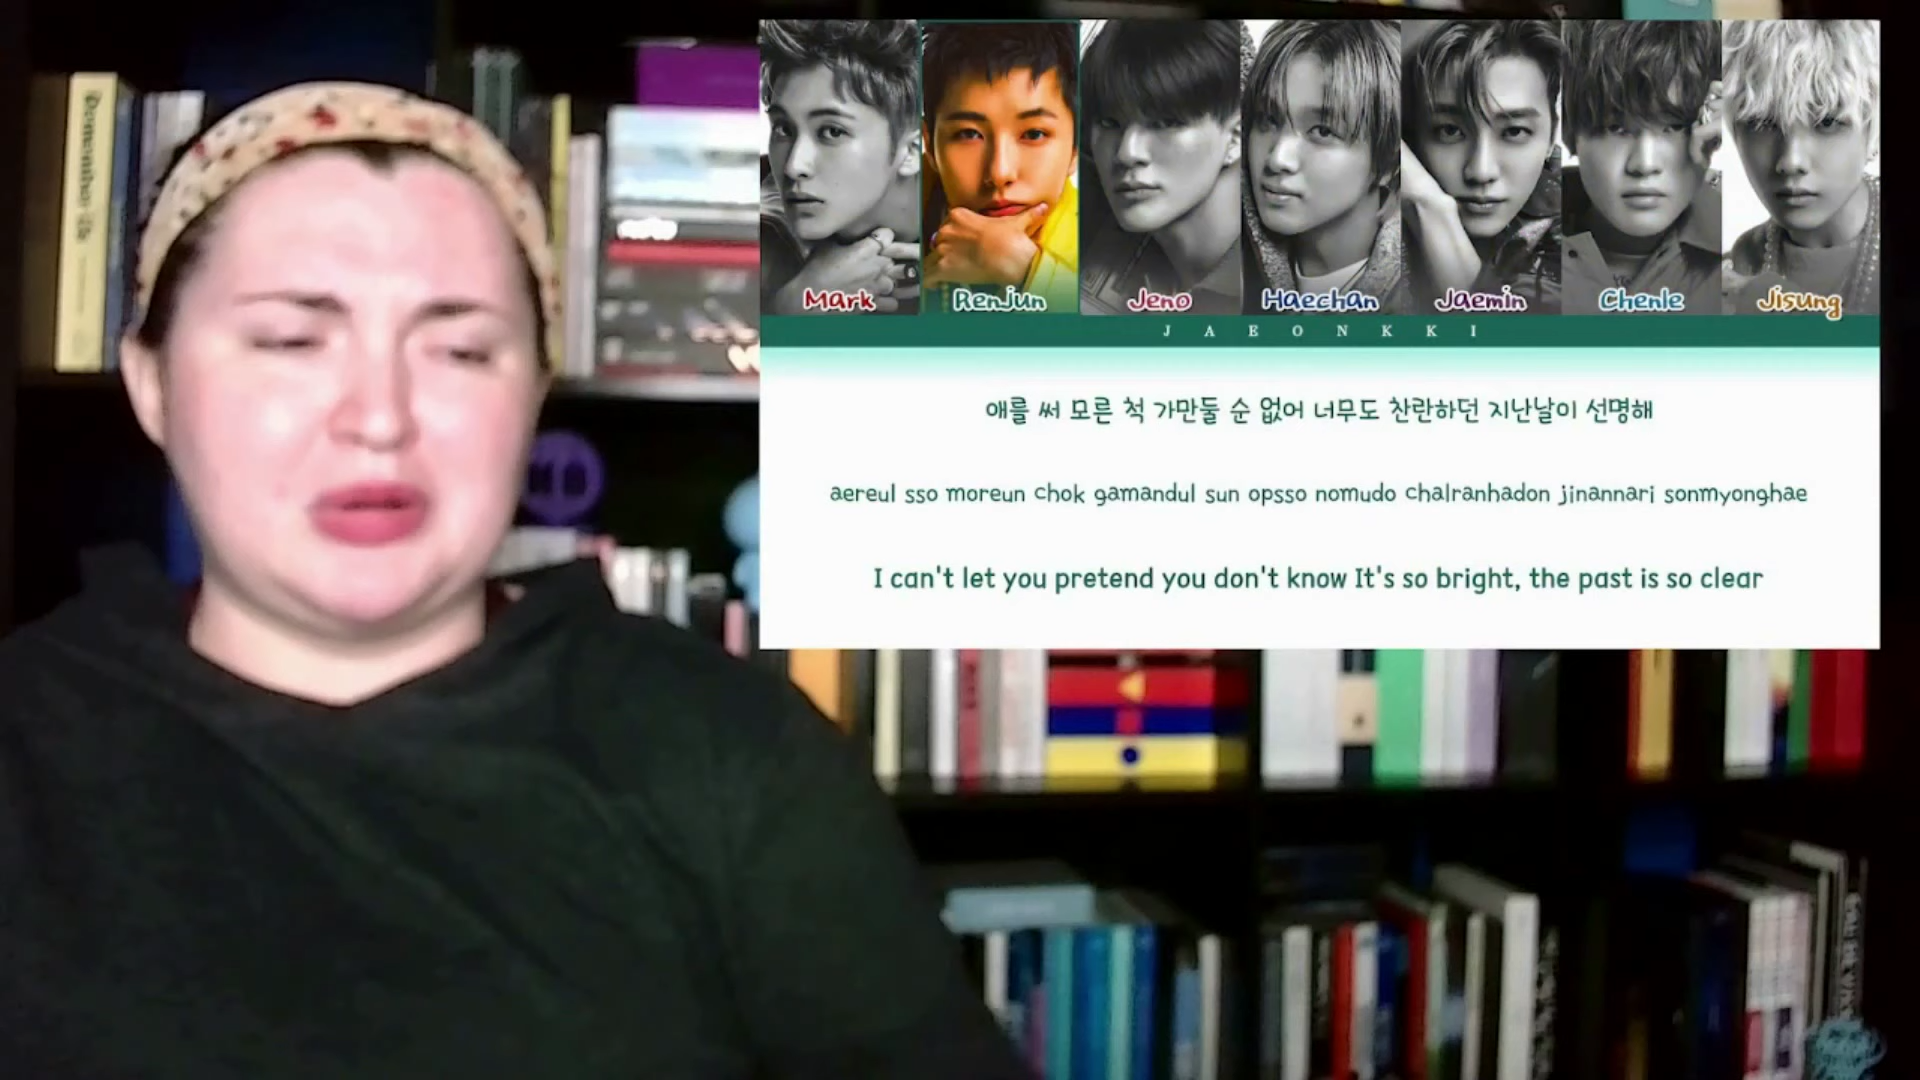 Mark Renjun Jeno Haechan Jaemin Chenle Jisung
JAEONKKI
애를 써 모른 척 가만둘 순 없어 너무도 찬란하던 지난날이 선명해
aereul sso moreun chok gamandul sun opsso nomudo chalranhadon jinannari sonmyonghae
I can't let you pretend you don't know It's so bright, the past is so clear